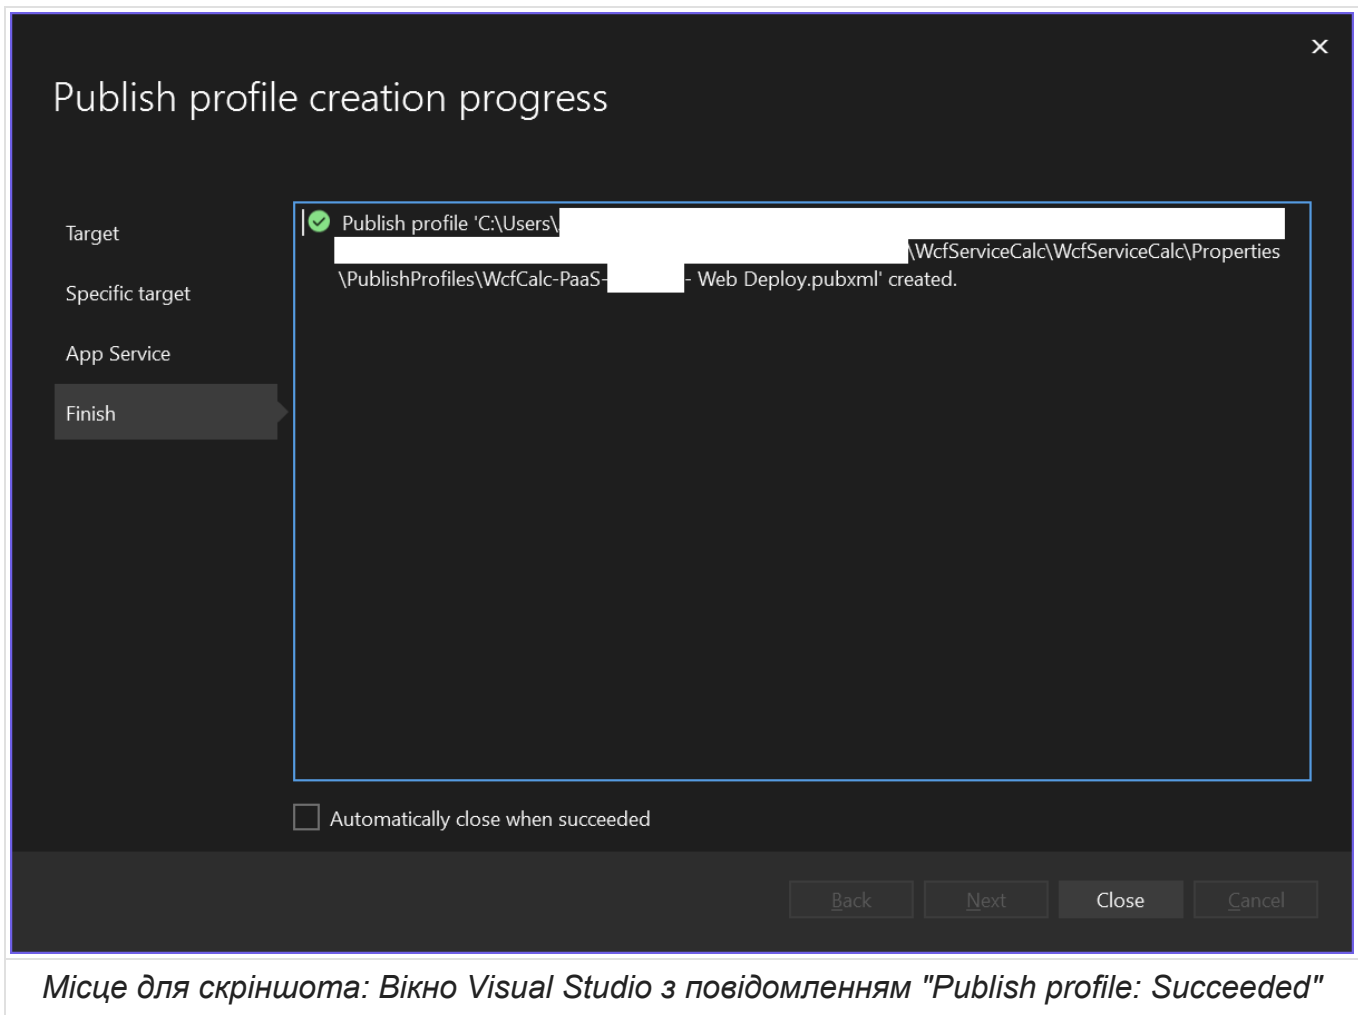 Publish profile creation progress
Target
Specific target
App Service
Finish
Publish profile 'C:\Users\
\WcfServiceCalc\WcfServiceCalc\Properties
\PublishProfiles\WcfCalc-PaaS- - Web Deploy.pubxml' created.
Automatically close when succeeded
Back Next Close Cancel
Місце для скріншота: Вікно Visual Studio з повідомленням "Publish profile: Succeeded"